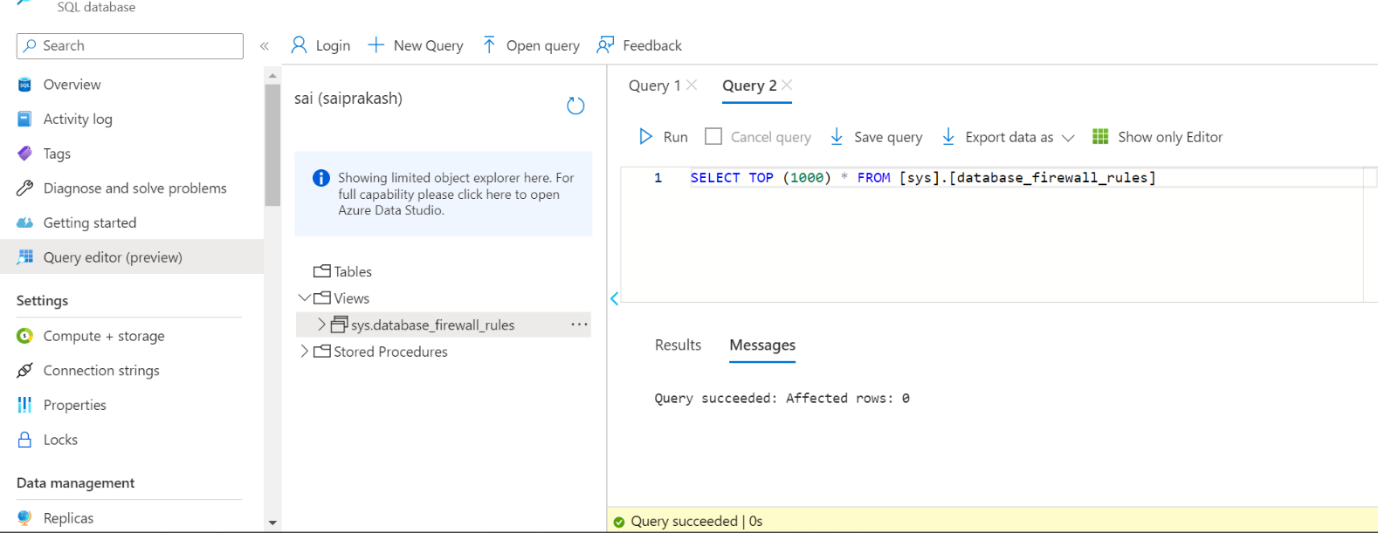 SQL database
Search
«
Login
New Query
Open query
Feedback
Overview
Activity log
Tags
Diagnose and solve problems
Getting started
Query editor (preview)
Settings
Compute + storage
Connection strings
Properties
Locks
Data management
Replicas
sai (saiprakash)
Showing limited object explorer here. For
full capability please click here to open
Azure Data Studio.
Tables
Views
sys.database_firewall_rules ...
Stored Procedures
Query 1
Query 2
Run
Cancel query
Save query
Export data as
Show only Editor
1 SELECT TOP (1000) * FROM [sys].[database_firewall_rules]
Results
Messages
Query succeeded: Affected rows: 0
Query succeeded | 0s